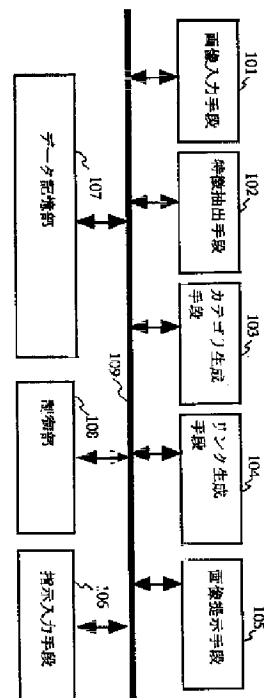 101
画像入力手段
102
特徴抽出手段
103
カテゴリ生成
手段
104
リンク生成
手段
105
画像提示手段
109
107
データ記憶部
108
制御部
106
指示入力手段